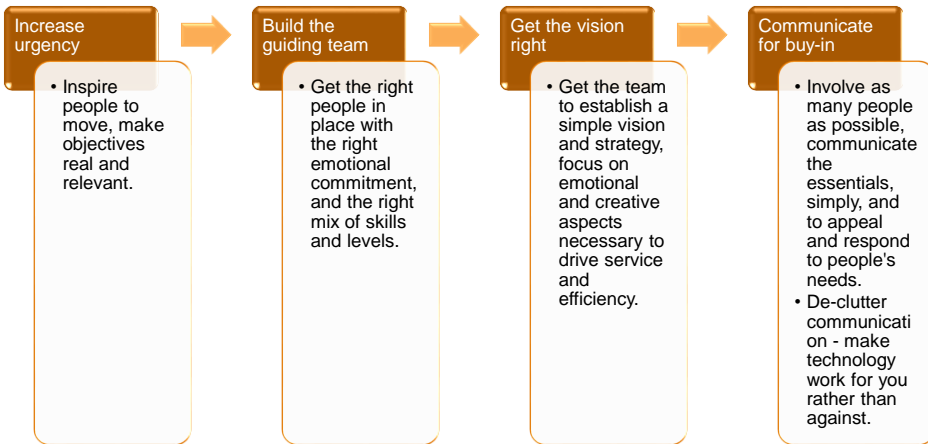 Increase
urgency
• Inspire
people to
move, make
objectives
real and
relevant.
Build the
guiding team
• Get the right
people in
place with
the right
emotional
commitment,
and the right
mix of skills
and levels.
Get the vision
right
• Get the team
to establish a
simple vision
and strategy,
focus on
emotional
and creative
aspects
necessary to
drive service
and
efficiency.
Communicate
for buy-in
• Involve as
many people
as possible,
communicate
the
essentials,
simply, and
to appeal
and respond
to people's
needs.
• De-clutter
communicati
on - make
technology
work for you
rather than
against.